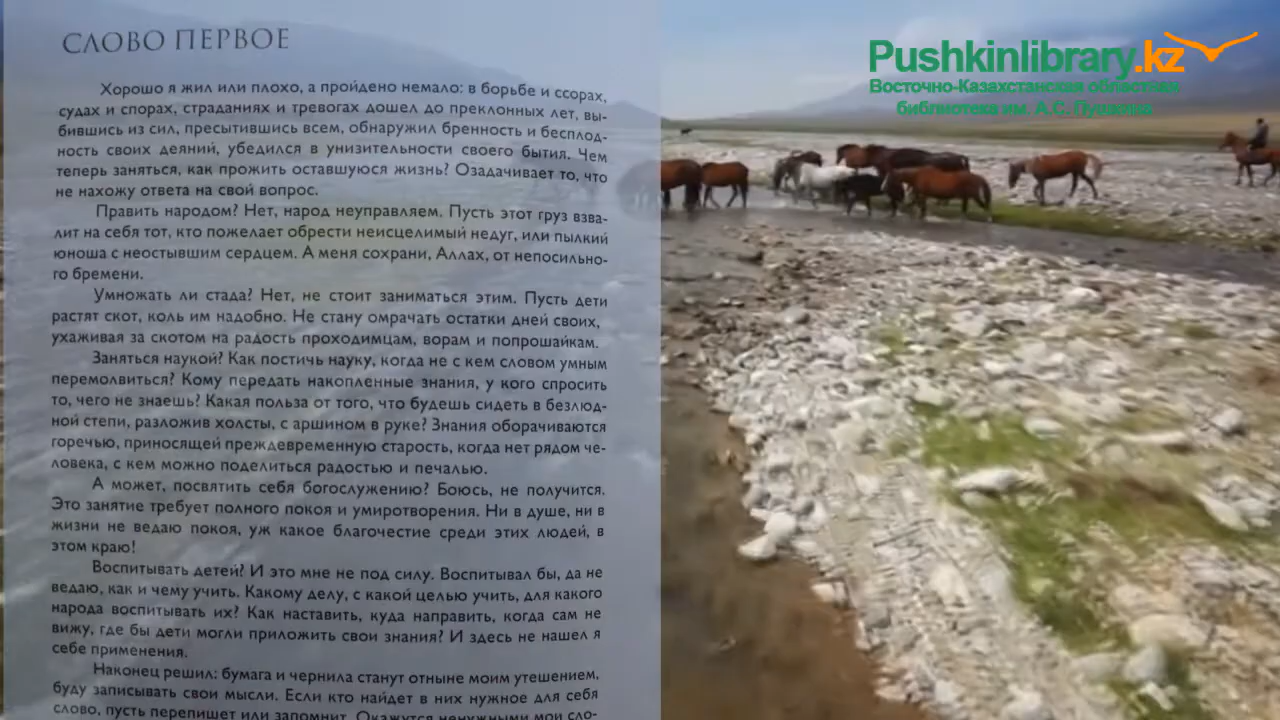 СЛОВО ПЕРВОЕ
Хорошо я жил или плохо, а пройдено немало: в борьбе и ссорах,
судах и спорах, страданиях и тревогах дошел до преклонных лет, вы-
бившись из сил, пресытившись всем, обнаружил бренность и бесплод-
ность своих деяний, убедился в унизительности своего бытия. Чем
теперь заняться, как прожить оставшуюся жизнь? Озадачивает то, что
не нахожу ответа на свой вопрос.
Править народом? Нет, народ неуправляем. Пусть этот груз взва-
лит на себя тот, кто пожелает обрести неисцелимый недуг, или пылкий
юноша с неостывшим сердцем. А меня сохрани, Аллах, от непосильно-
го бремени.
Умножать ли стада? Нет, не стоит заниматься этим. Пусть дети
растят скот, коль им надобно. Не стану омрачать остатки дней своих,
ухаживая за скотом на радость проходимцам, ворам и попрошайкам.
Заняться наукой? Как постичь науку, когда не с кем словом умным
перемолвиться? Кому передать накопленные знания, у кого спросить
то, чего не знаешь? Какая польза от того, что будешь сидеть в безлюд-
ной степи, разложив холсты, с аршином в руке? Знания оборачиваются
горечью, приносящей преждевременную старость, когда нет рядом че-
ловека, с кем можно поделиться радостью и печалью.
А может, посвятить себя богослужению? Боюсь, не получится.
Это занятие требует полного покоя и умиротворения. Ни в душе, ни в
жизни не ведаю покоя, уж какое благочестие среди этих людей, в
этом краю!
Воспитывать детей? И это мне не под силу. Воспитывал бы, да не
ведаю, как и чему учить. Какому делу, с какой целью учить, для какого
народа воспитывать их? Как наставить, куда направить, когда сам не
вижу, где бы дети могли приложить свои знания? И здесь не нашел я
себе применения.
Наконец решил: бумага и чернила станут отныне моим утешением,
буду записывать свои мысли. Если кто найдет в них нужное для себя
слово, пусть перепишет или запомнит. Окажутся ненужными мои сло-
Pushkinlibrary.kz
Восточно-Казахстанская областная
библиотека им. А.С. Пушкина